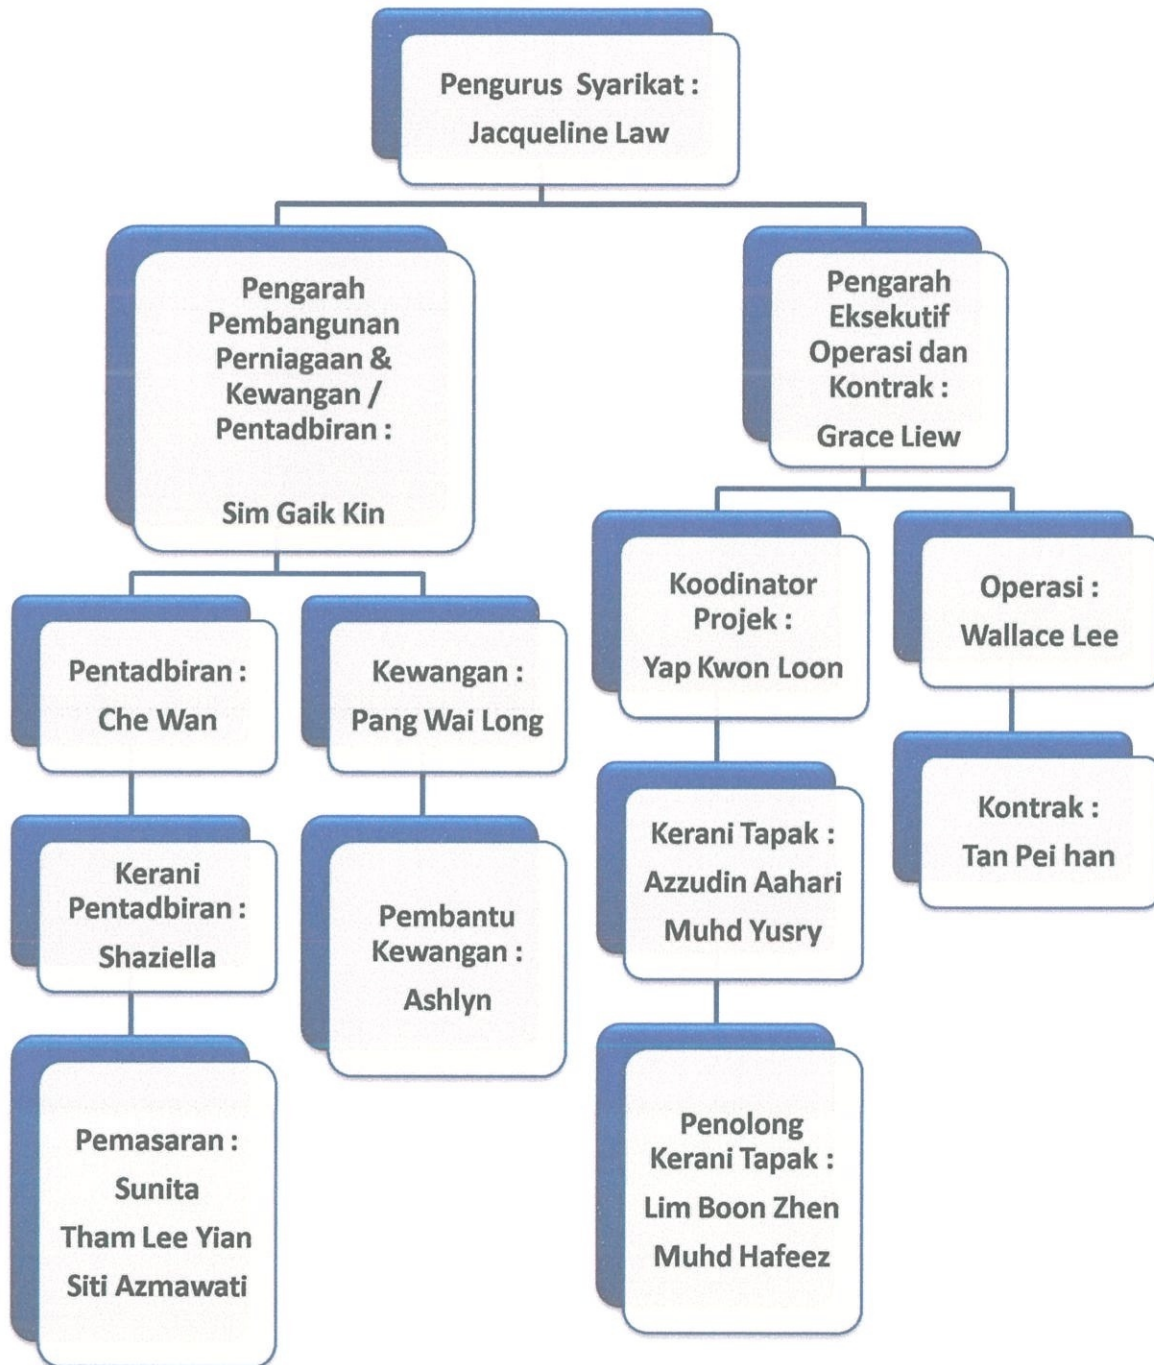 Pengurus Syarikat :
Jacqueline Law
Pengarah
Pembangunan
Perniagaan &
Kewangan /
Pentadbiran :
Sim Gaik Kin
Pengarah
Eksekutif
Operasi dan
Kontrak :
Grace Liew
Pentadbiran :
Che Wan
Kewangan :
Pang Wai Long
Koodinator
Projek :
Yap Kwon Loon
Operasi :
Wallace Lee
Kerani
Pentadbiran :
Shaziella
Pembantu
Kewangan :
Ashlyn
Kerani Tapak :
Azzudin Aahari
Muhd Yusry
Kontrak :
Tan Pei han
Pemasaran :
Sunita
Tham Lee Yian
Siti Azmawati
Penolong
Kerani Tapak :
Lim Boon Zhen
Muhd Hafeez